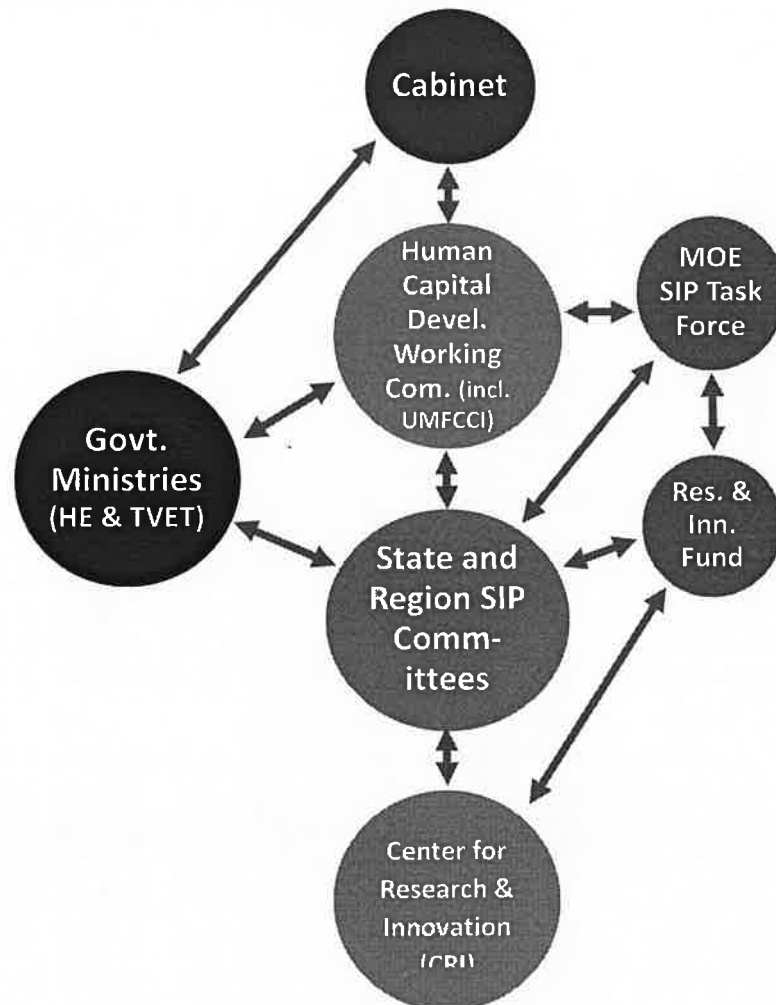 Cabinet
Human
Capital
Devel.
Working
Com. (incl.
UMFCCI)
MOE
SIP Task
Force
Govt.
Ministries
(HE & TVET)
Res. &
Inn.
Fund
State and
Region SIP
Comm-
ittees
Center for
Research &
Innovation
(CRI)